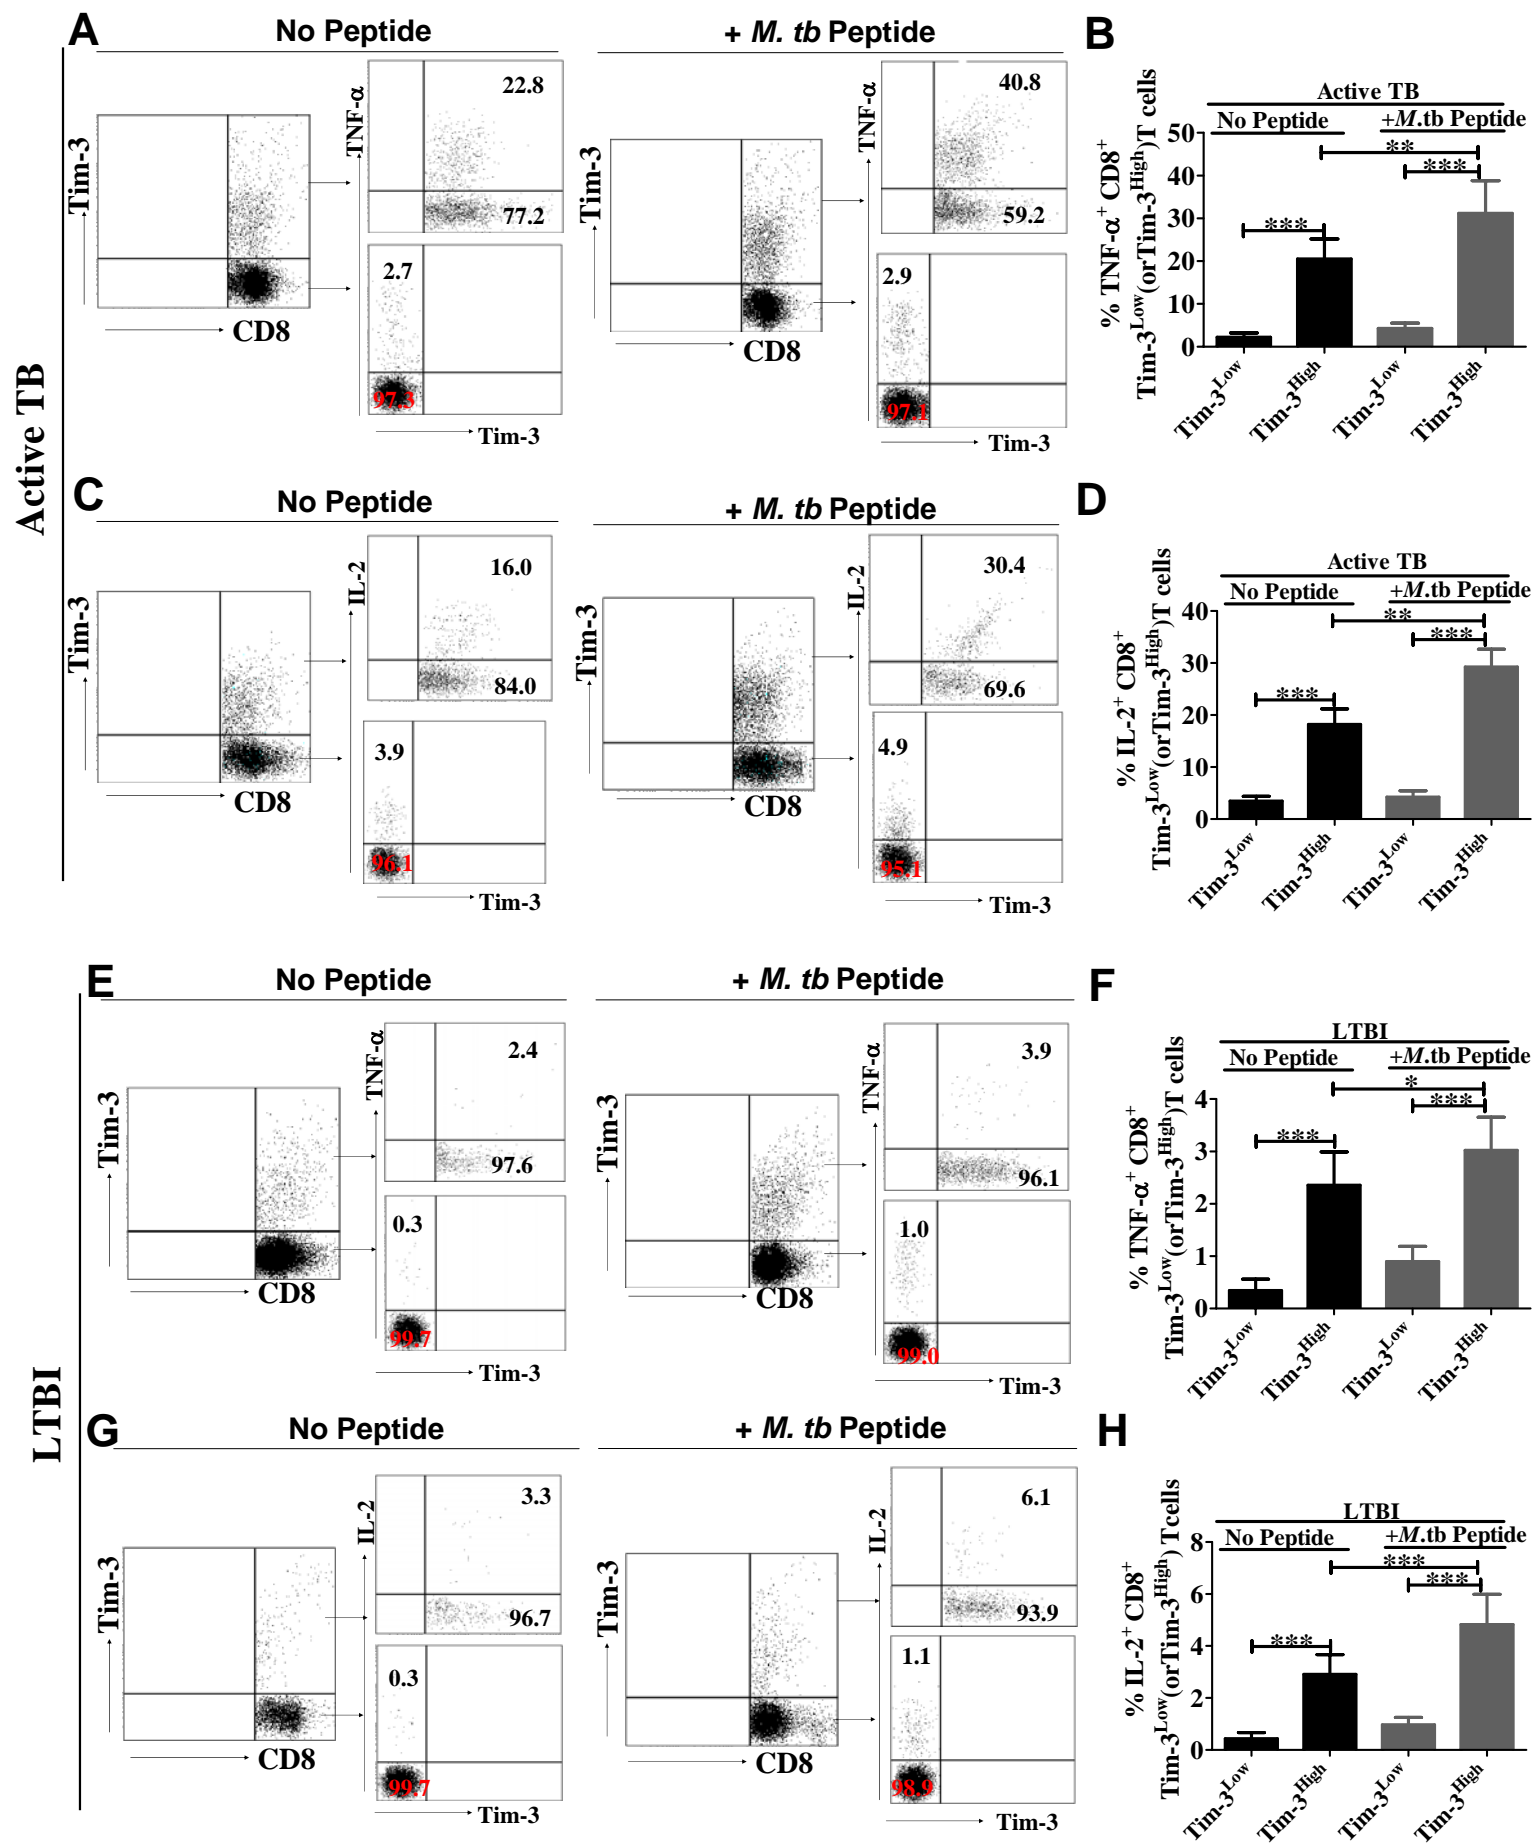 Active TB
A
No Peptide
+ M. tb Peptide
Tim-3
CD8
TNF-α
22.8
77.2
2.7
97.3
Tim-3
Tim-3
CD8
TNF-α
40.8
59.2
2.9
97.1
Tim-3
B
Active TB
No Peptide
+M.tb Peptide
% TNF-α+ CD8+
Tim-3Low(orTim-3High)T cells
50
40
30
20
10
0
**
***
***
Tim-3Low
Tim-3High
Tim-3Low
Tim-3High
C
No Peptide
+ M. tb Peptide
Tim-3
CD8
IL-2
16.0
84.0
3.9
96.1
Tim-3
Tim-3
CD8
IL-2
30.4
69.6
4.9
95.1
Tim-3
D
Active TB
No Peptide
+M.tb Peptide
% IL-2+ CD8+
Tim-3Low(orTim-3High)T cells
40
30
20
10
0
**
***
***
Tim-3Low
Tim-3High
Tim-3Low
Tim-3High
LTBI
E
No Peptide
+ M. tb Peptide
Tim-3
CD8
TNF-α
2.4
97.6
0.3
99.7
Tim-3
Tim-3
CD8
TNF-α
3.9
96.1
1.0
99.0
Tim-3
F
LTBI
No Peptide
+M.tb Peptide
% TNF-α+ CD8+
Tim-3Low(orTim-3High)T cells
4
3
2
1
0
*
***
***
Tim-3Low
Tim-3High
Tim-3Low
Tim-3High
G
No Peptide
+ M. tb Peptide
Tim-3
CD8
IL-2
3.3
96.7
0.3
99.7
Tim-3
Tim-3
CD8
IL-2
6.1
93.9
1.1
98.9
Tim-3
H
LTBI
No Peptide
+M.tb Peptide
% IL-2+ CD8+
Tim-3Low(orTim-3High) Tcells
8
6
4
2
0
***
***
***
Tim-3Low
Tim-3High
Tim-3Low
Tim-3High